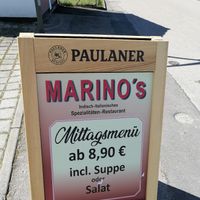 PAULANER
MARINO's
Indisch-Italienisches
Spezialitäten-Restaurant
Mittagsmenü
ab 8,90 €
incl. Suppe
oder
Salat